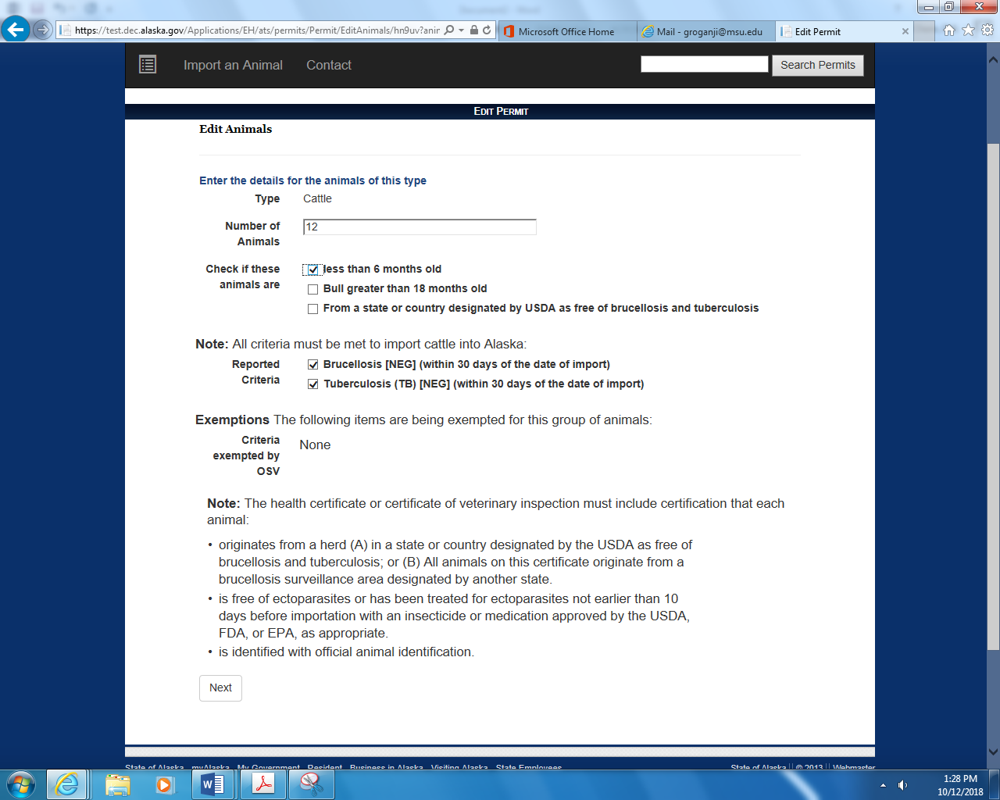 https://test.dec.alaska.gov/Applications/EH/ats/permits/Permit/EditAnimals/hn9uv?anir
Microsoft Office Home
Mail - groganji@msu.edu
Edit Permit
Import an Animal
Contact
Search Permits
EDIT PERMIT
Edit Animals
Enter the details for the animals of this type
Type
Cattle
Number of
Animals
12
Check if these
animals are
less than 6 months old
Bull greater than 18 months old
From a state or country designated by USDA as free of brucellosis and tuberculosis
Note: All criteria must be met to import cattle into Alaska:
Reported
Criteria
Brucellosis [NEG] (within 30 days of the date of import)
Tuberculosis (TB) [NEG] (within 30 days of the date of import)
Exemptions The following items are being exempted for this group of animals:
Criteria
exempted by
OSV
None
Note: The health certificate or certificate of veterinary inspection must include certification that each
animal:
• originates from a herd (A) in a state or country designated by the USDA as free of
brucellosis and tuberculosis; or (B) All animals on this certificate originate from a
brucellosis surveillance area designated by another state.
• is free of ectoparasites or has been treated for ectoparasites not earlier than 10
days before importation with an insecticide or medication approved by the USDA,
FDA, or EPA, as appropriate.
• is identified with official animal identification.
Next
State of Alaska myAlaska My Government Resident Business in Alaska Visiting Alaska State Employees
State of Alaska || © 2013 || Webmaster
1:28 PM
10/12/2018